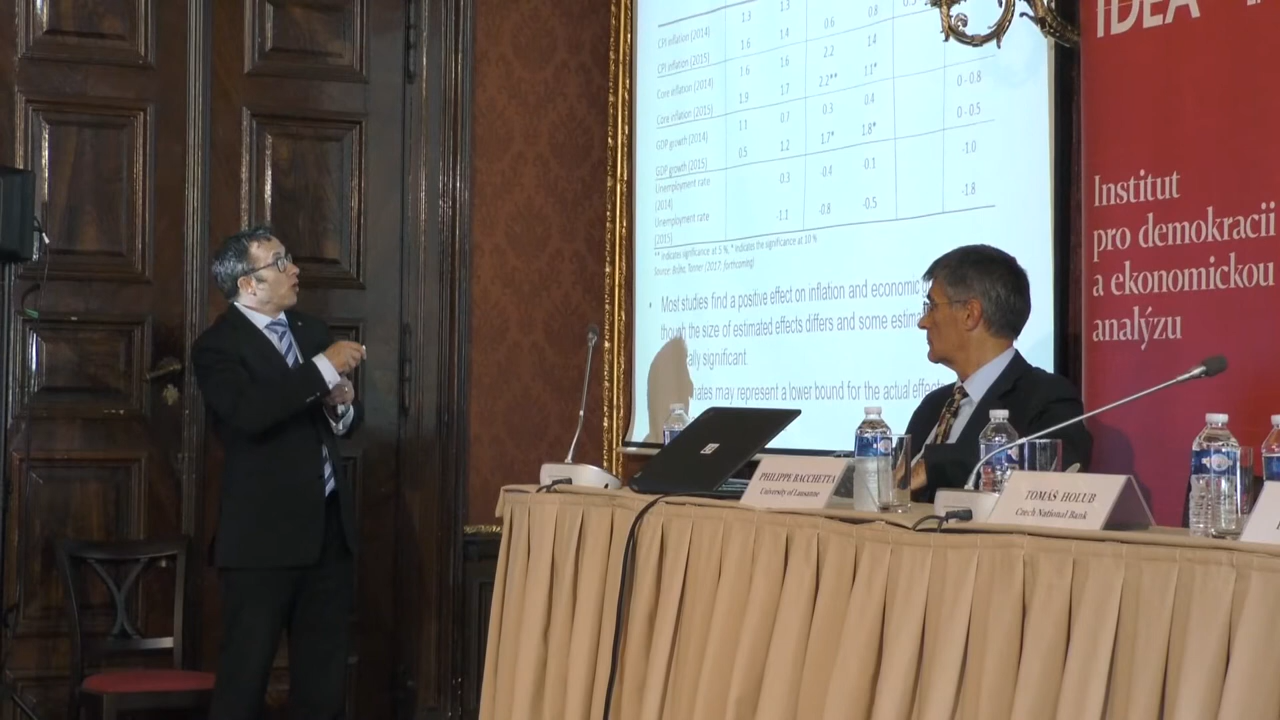 1.3 1.3
CPI inflation (2014) 0.6 0.8
1.6 1.4
CPI inflation (2015) 2.2 1.4
1.6 1.6
Core inflation (2014) 2.2** 1.1* 0 - 0.8
1.9 1.7
Core inflation (2015) 0.3 0.4 0 - 0.5
1.1 0.7
GDP growth (2014) 1.7* 1.8*
0.5 1.2 -1.0
GDP growth (2015) -0.4 0.1
Unemployment rate 0.3
(2014) -0.8 -0.5 -1.8
Unemployment rate -1.1
(2015)
** Indicates significance at 5 %, * Indicates the significance at 10 %
Source: Tonner (2017; forthcoming)
• Most studies find a positive effect on inflation and economic
though the size of estimated effects differs and some
significant
may represent a lower bound for the actual
IDEA
Institut
pro demokracii
a ekonomickou
analýzu
PHILIPPE BACCHETTA
University of Lausanne
TOMÁŠ HOLUB
Czech National Bank